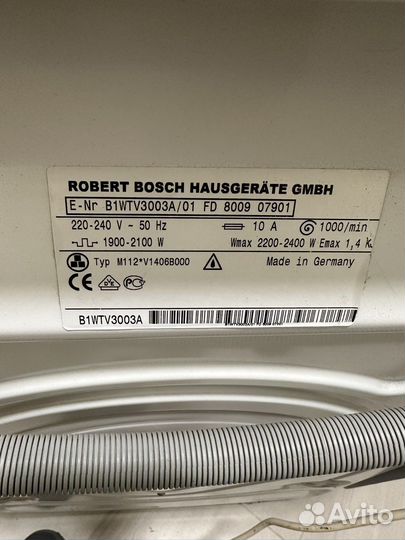 ROBERT BOSCH HAUSGERÄTE GMBH
E-Nr B1WTV3003A/01 FD 8009 07901
220-240 V ~ 50 Hz 10 A 1000/min
1900-2100 W Wmax 2200-2400 W Emax 1,4 K
Typ M112*V1406B000 Made in Germany
B1WTV3003A
Avito